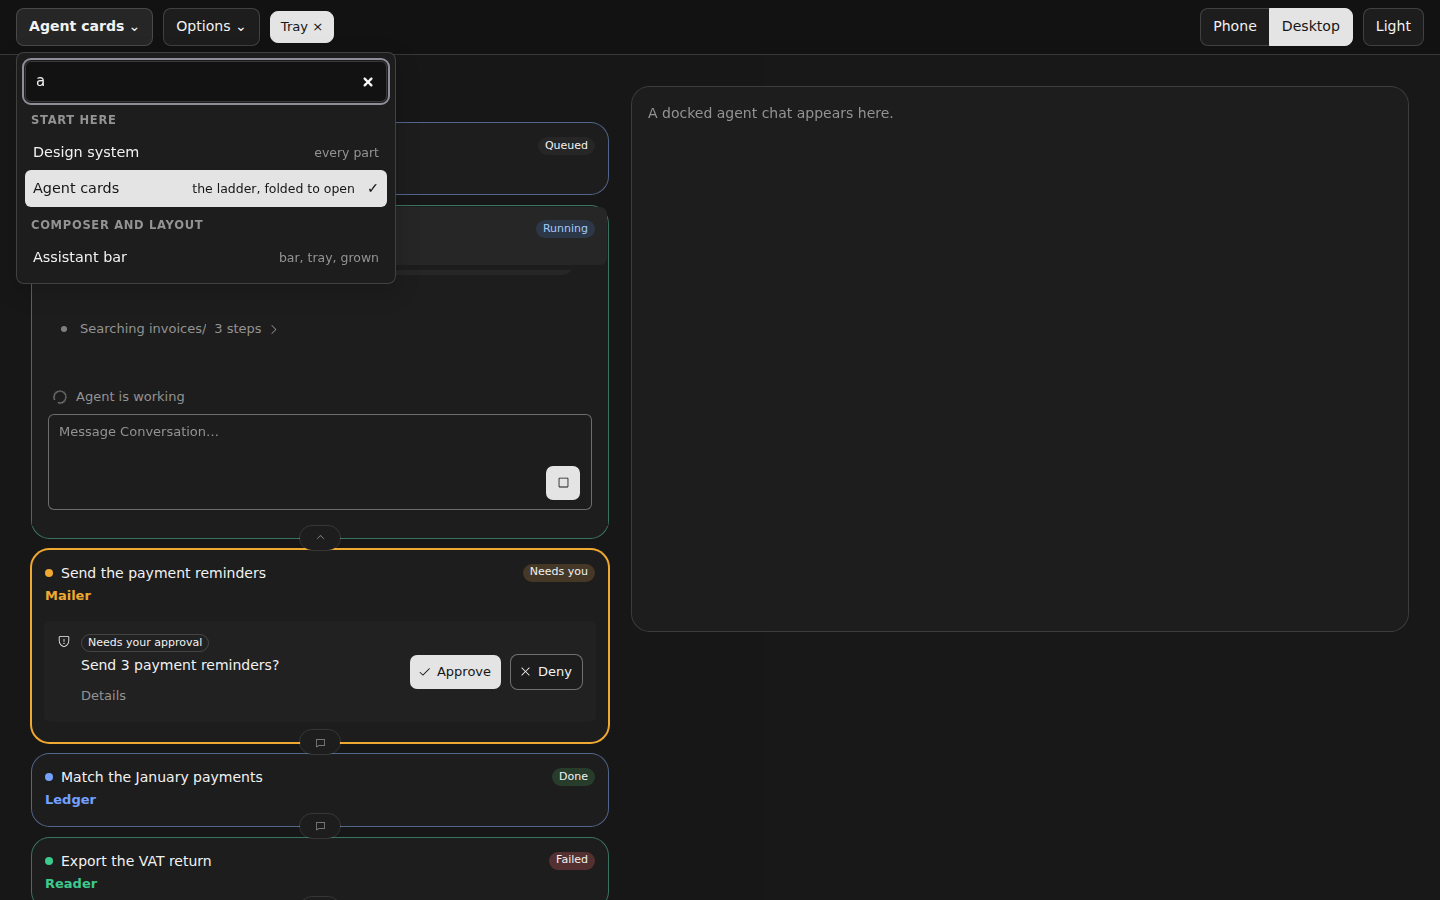 Agent cards
Options
Tray ×
Phone
Desktop
Light
a
START HERE
Design system every part
Agent cards the ladder, folded to open ✓
COMPOSER AND LAYOUT
Assistant bar bar, tray, grown
Queued
Running
Searching invoices/ 3 steps
Agent is working
Message Conversation…
Send the payment reminders Needs you
Mailer
Needs your approval
Send 3 payment reminders?
Details
Approve
Deny
Match the January payments Done
Ledger
Export the VAT return Failed
Reader
A docked agent chat appears here.